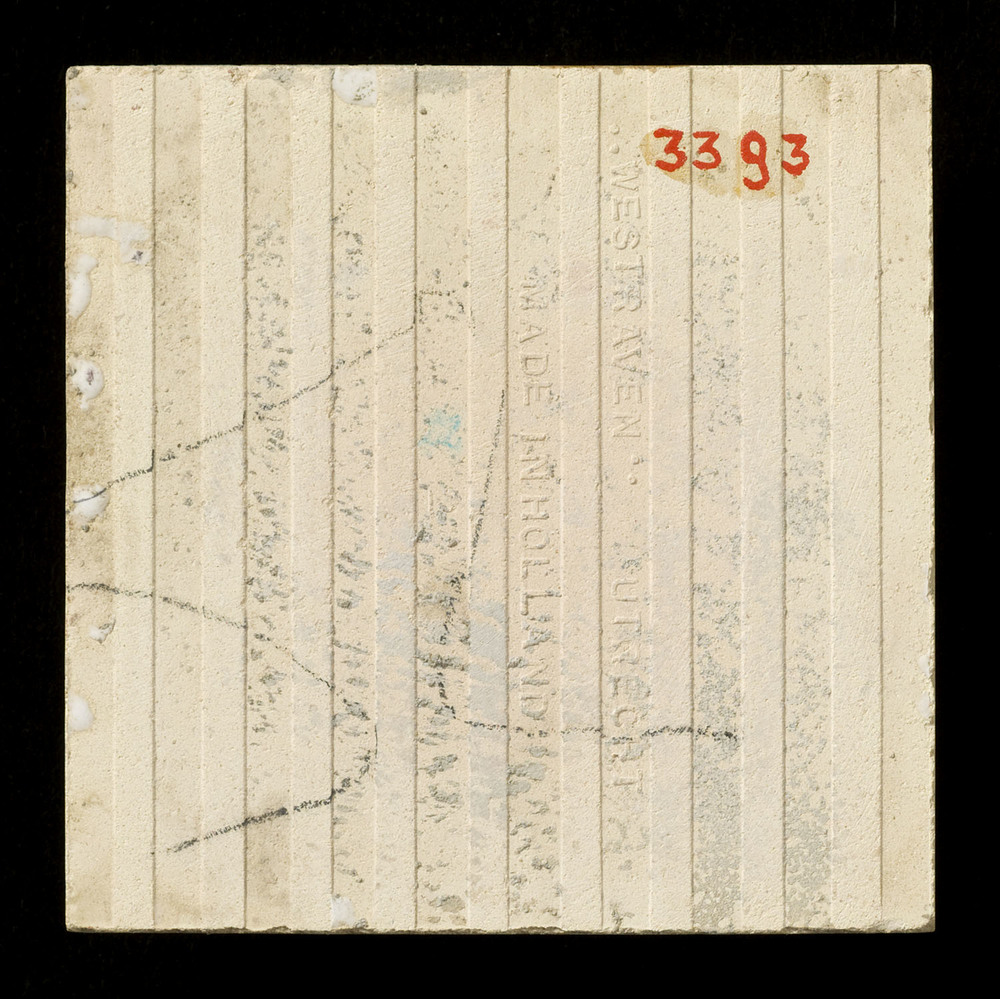 3393
·WESTRAVEN· ·UTRECHT·
MADE IN HOLLAND